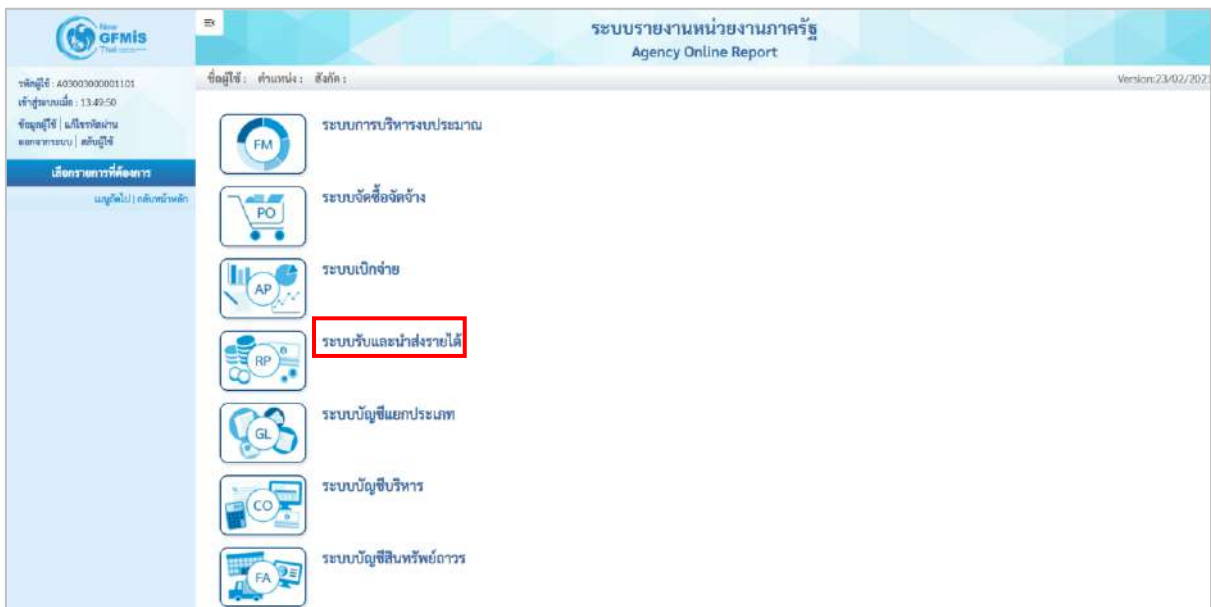 New
GFMIS
Thai
ระบบรายงานหน่วยงานภาครัฐ
Agency Online Report
รหัสผู้ใช้ : A03003000001101
เข้าสู่ระบบเมื่อ : 13:49:50
ข้อมูลผู้ใช้ | แก้ไขรหัสผ่าน
ออกจากระบบ | สลับผู้ใช้
เลือกรายการที่ต้องการ
เมนูถัดไป | กลับหน้าหลัก
ชื่อผู้ใช้ : ตำแหน่ง : สังกัด :
Version:23/02/2021
FM
ระบบการบริหารงบประมาณ
PO
ระบบจัดซื้อจัดจ้าง
AP
ระบบเบิกจ่าย
RP
ระบบรับและนำส่งรายได้
GL
ระบบบัญชีแยกประเภท
CO
ระบบบัญชีบริหาร
FA
ระบบบัญชีสินทรัพย์ถาวร